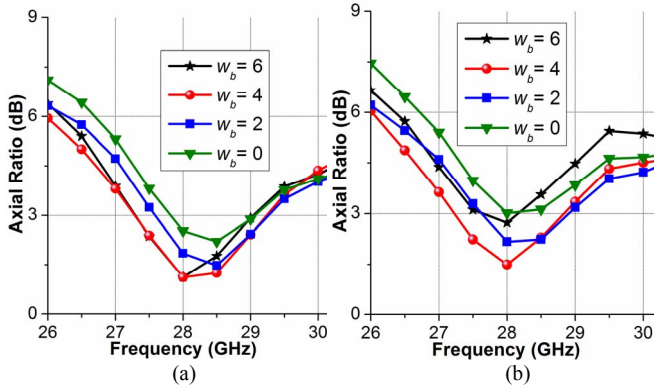 9
6
3
0
Axial Ratio (dB)
26 27 28 29 30
Frequency (GHz)
w_b = 6
w_b = 4
w_b = 2
w_b = 0
(a)
9
6
3
0
Axial Ratio (dB)
26 27 28 29 30
Frequency (GHz)
w_b = 6
w_b = 4
w_b = 2
w_b = 0
(b)